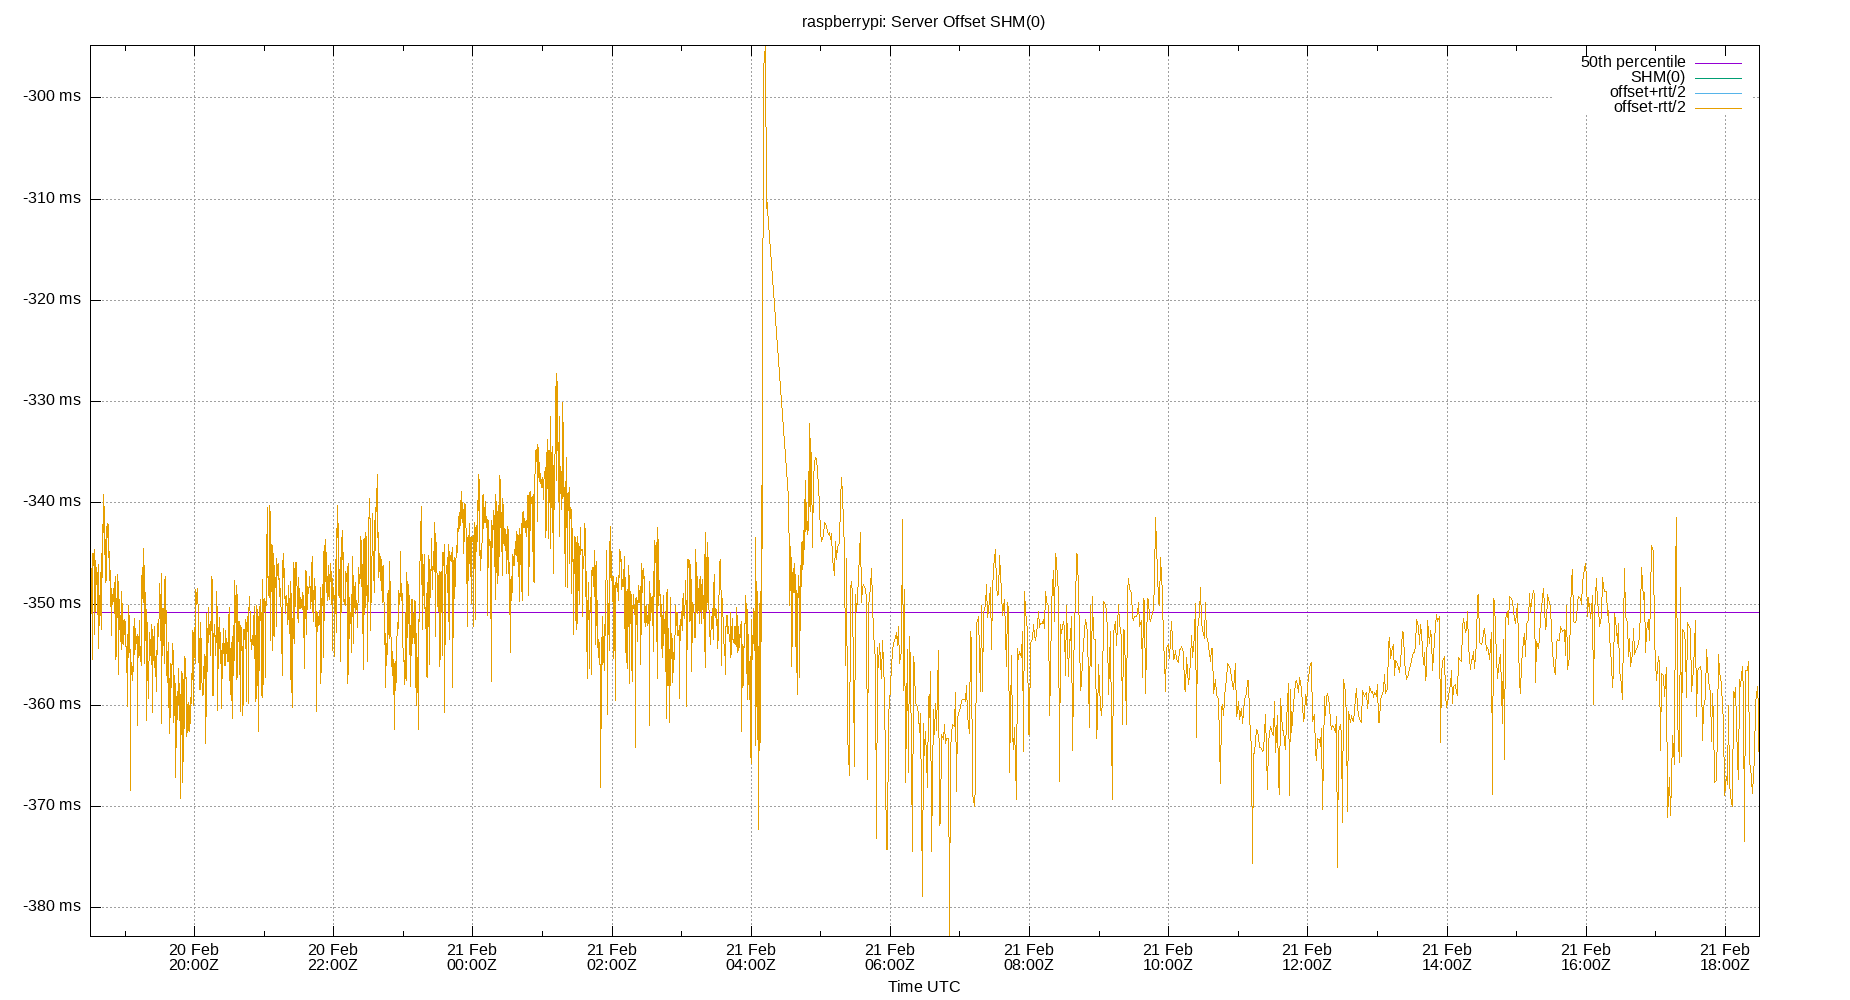 raspberrypi: Server Offset SHM(0)
50th percentile
SHM(0)
offset+rtt/2
offset-rtt/2
-300 ms
-310 ms
-320 ms
-330 ms
-340 ms
-350 ms
-360 ms
-370 ms
-380 ms
20 Feb 20 Feb 21 Feb 21 Feb 21 Feb 21 Feb 21 Feb 21 Feb 21 Feb 21 Feb 21 Feb 21 Feb
20:00Z 22:00Z 00:00Z 02:00Z 04:00Z 06:00Z 08:00Z 10:00Z 12:00Z 14:00Z 16:00Z 18:00Z
Time UTC